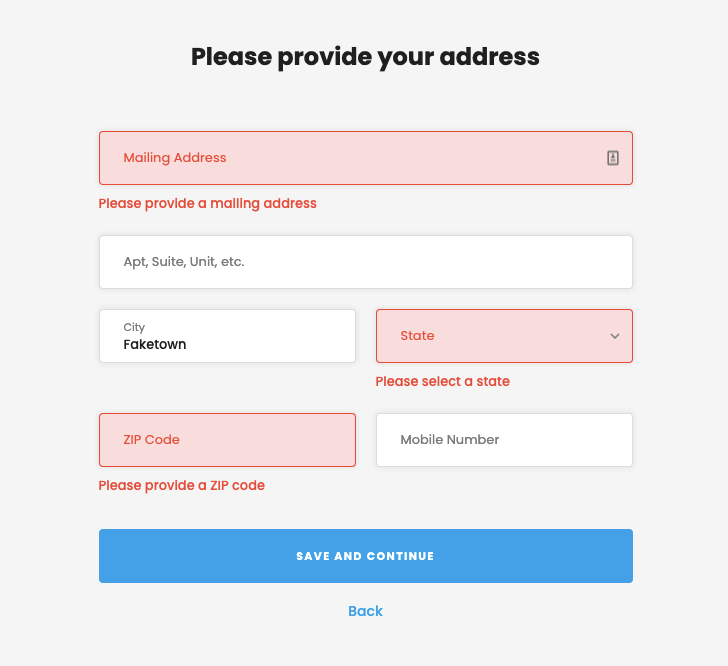 Please provide your address
Mailing Address
Please provide a mailing address
Apt, Suite, Unit, etc.
City
Faketown
State
Please select a state
ZIP Code
Mobile Number
Please provide a ZIP code
SAVE AND CONTINUE
Back